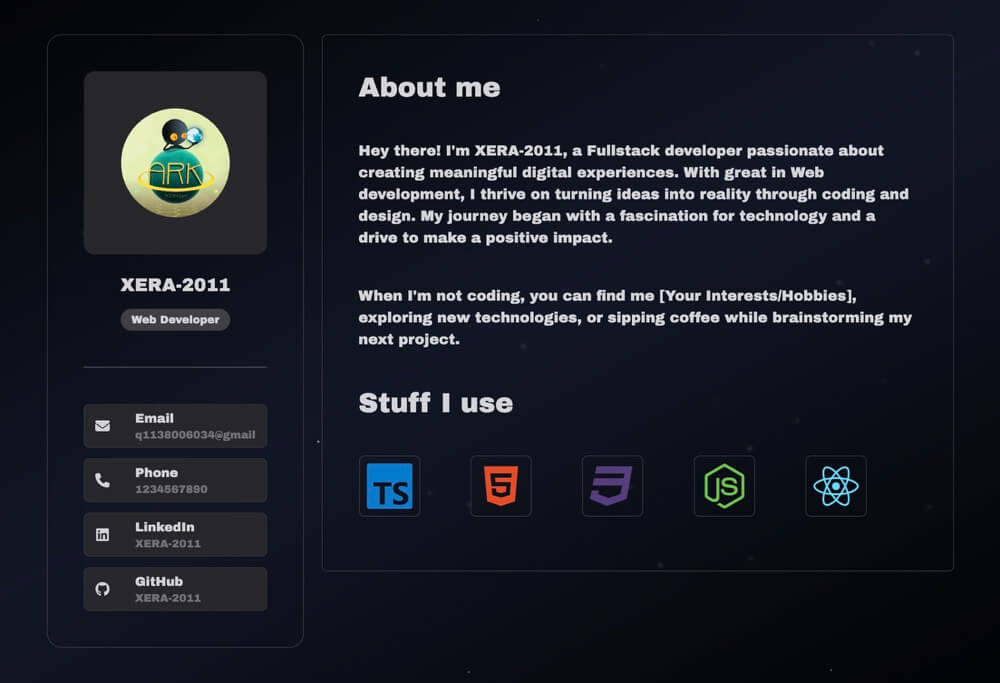 ARK
XERA-2011
Web Developer
Email
q1138006034@gmail
Phone
1234567890
LinkedIn
XERA-2011
GitHub
XERA-2011
About me
Hey there! I'm XERA-2011, a Fullstack developer passionate about
creating meaningful digital experiences. With great in Web
development, I thrive on turning ideas into reality through coding and
design. My journey began with a fascination for technology and a
drive to make a positive impact.
When I'm not coding, you can find me [Your Interests/Hobbies],
exploring new technologies, or sipping coffee while brainstorming my
next project.
Stuff I use
TS
5
3
JS